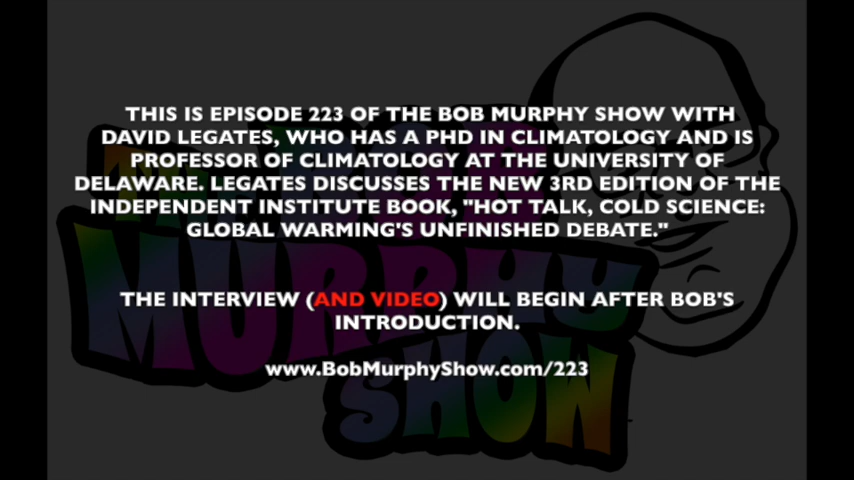 THIS IS EPISODE 223 OF THE BOB MURPHY SHOW WITH
DAVID LEGATES, WHO HAS A PHD IN CLIMATOLOGY AND IS
PROFESSOR OF CLIMATOLOGY AT THE UNIVERSITY OF
DELAWARE. LEGATES DISCUSSES THE NEW 3RD EDITION OF THE
INDEPENDENT INSTITUTE BOOK, "HOT TALK, COLD SCIENCE:
GLOBAL WARMING'S UNFINISHED DEBATE."
THE INTERVIEW (AND VIDEO) WILL BEGIN AFTER BOB'S
INTRODUCTION.
www.BobMurphyShow.com/223
MURPHY
SHOW